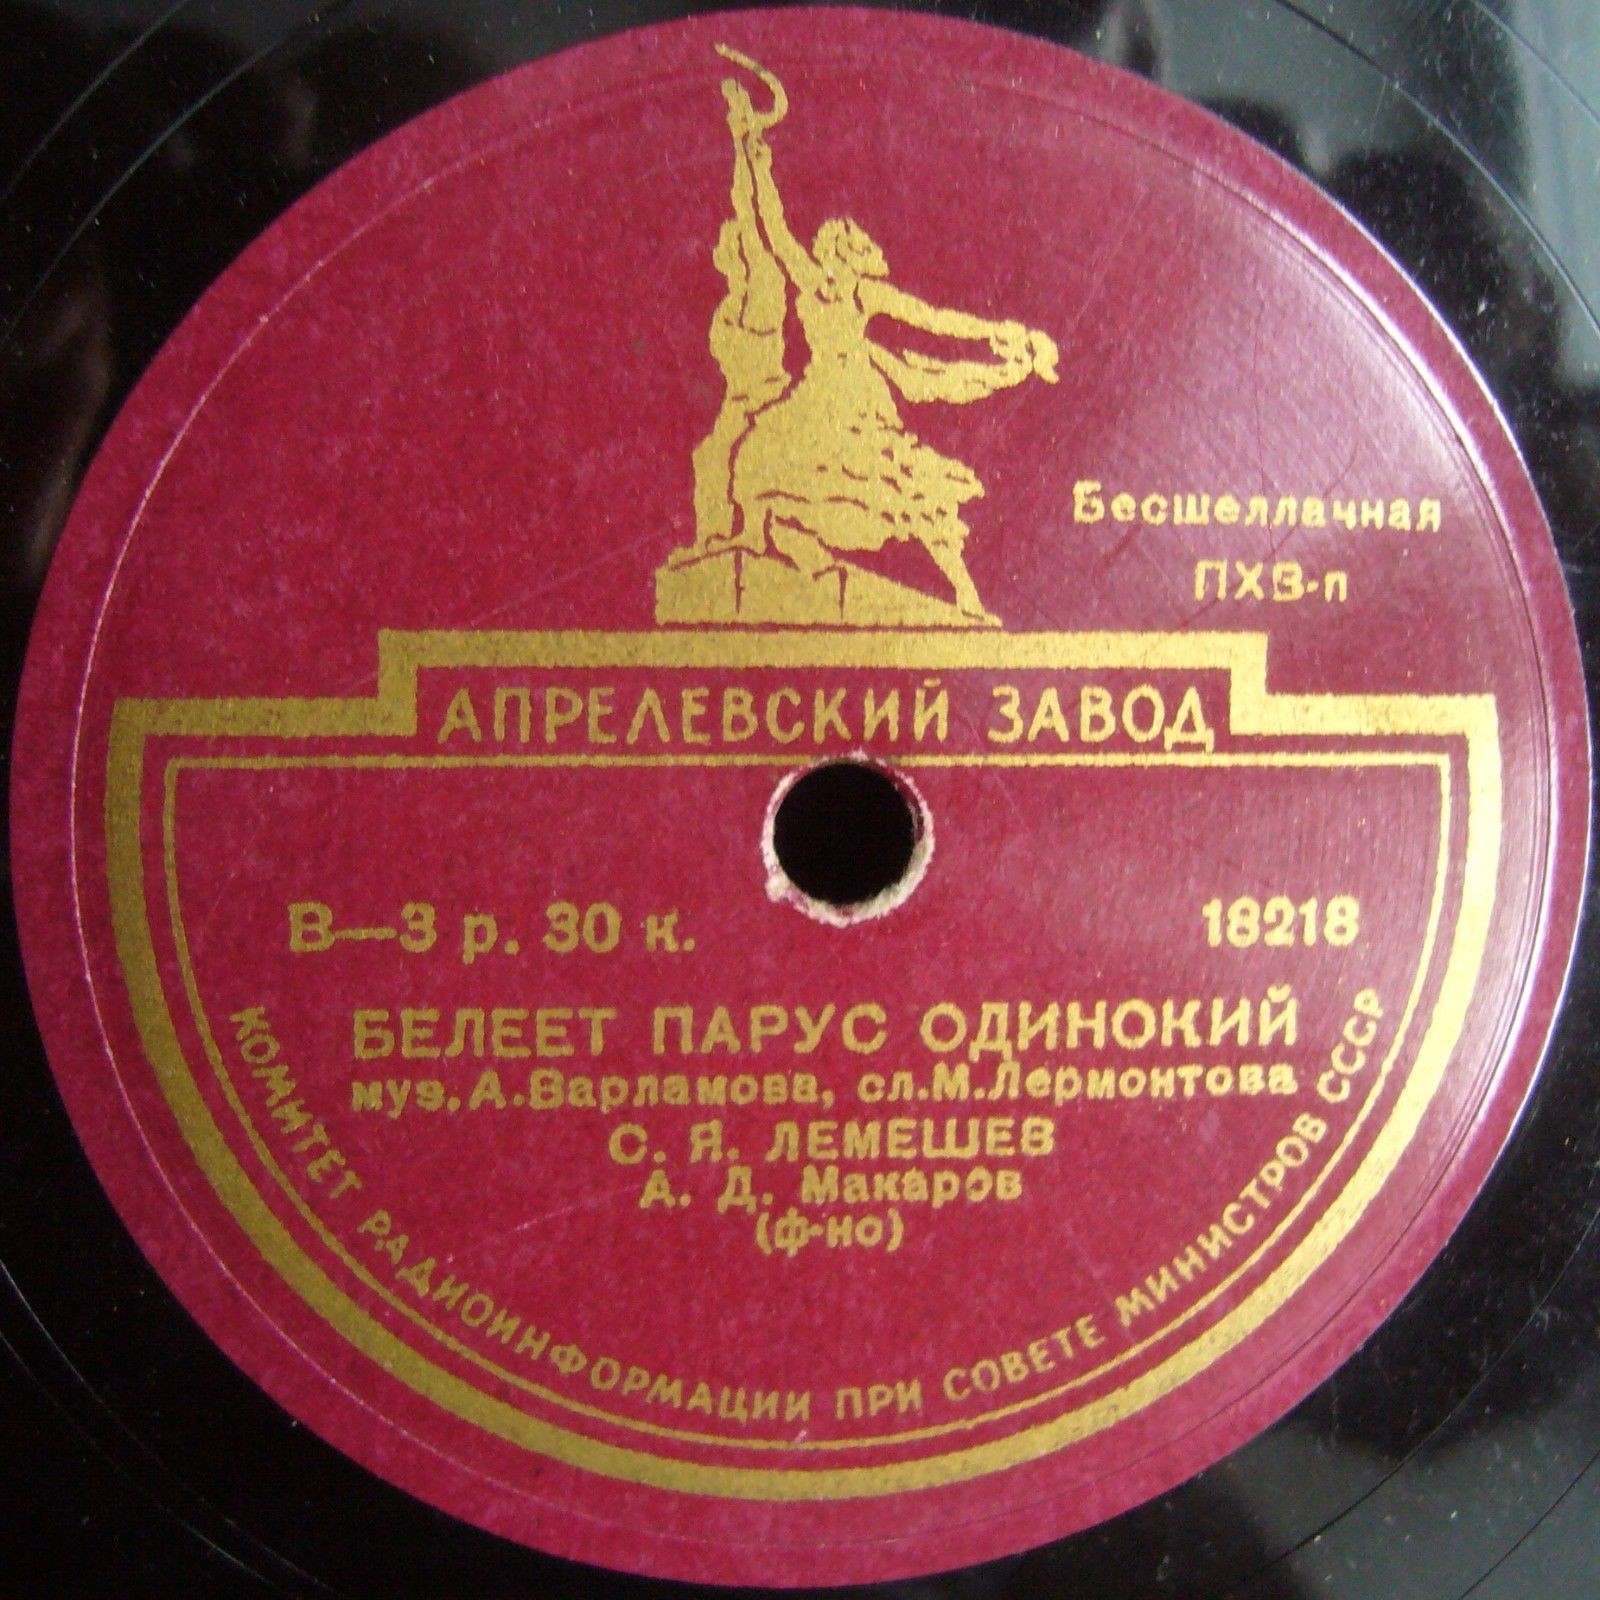 Бесшеллачная
ПХВ-п
АПРЕЛЕВСКИЙ ЗАВОД
В—3 р. 30 к.
18218
БЕЛЕЕТ ПАРУС ОДИНОКИЙ
муз. А. Варламова, сл. М. Лермонтова
С. Я. ЛЕМЕШЕВ
А. Д. Макаров
(ф-но)
КОМИТЕТ РАДИОИНФОРМАЦИИ ПРИ СОВЕТЕ МИНИСТРОВ СССР